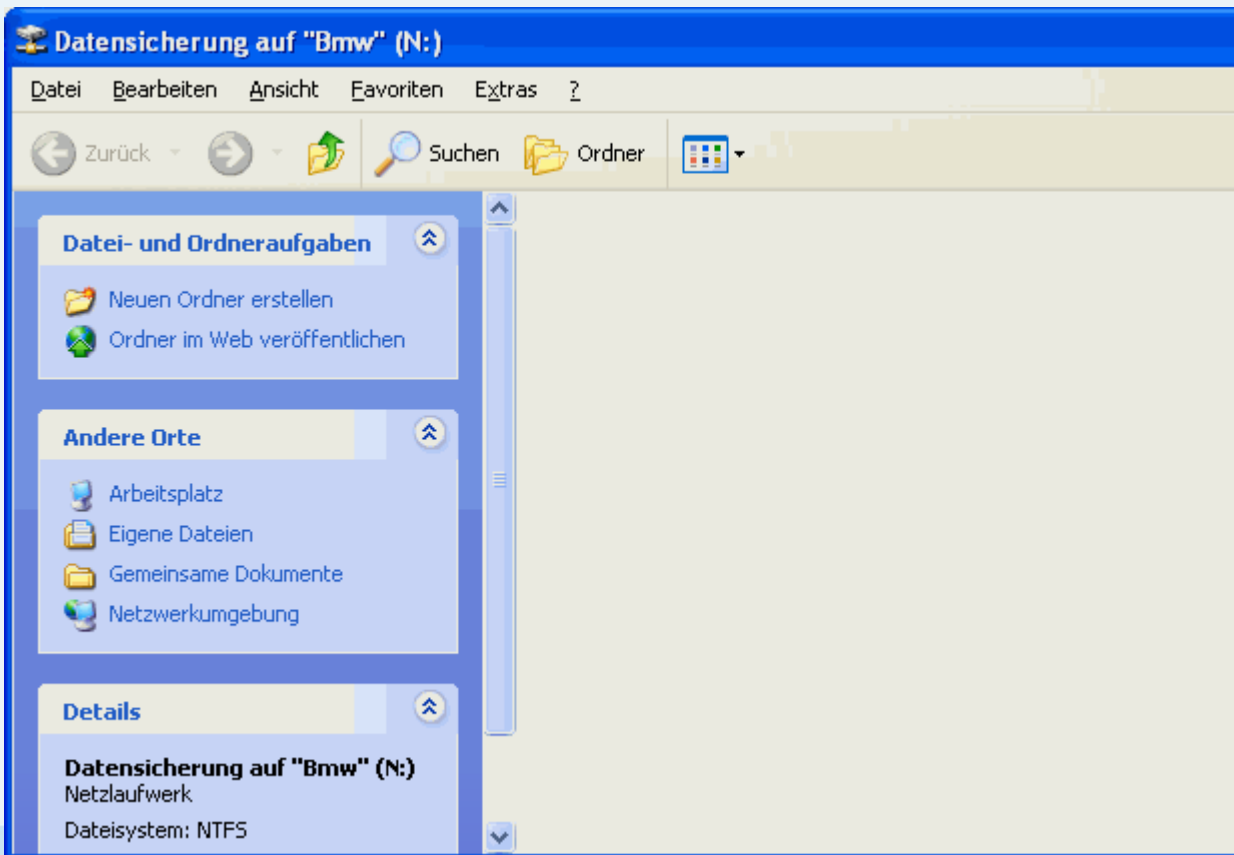 Datensicherung auf "Bmw" (N:)
Datei Bearbeiten Ansicht Favoriten Extras ?
Zurück Suchen Ordner
Datei- und Ordneraufgaben
Neuen Ordner erstellen
Ordner im Web veröffentlichen
Andere Orte
Arbeitsplatz
Eigene Dateien
Gemeinsame Dokumente
Netzwerkumgebung
Details
Datensicherung auf "Bmw" (N:)
Netzlaufwerk
Dateisystem: NTFS